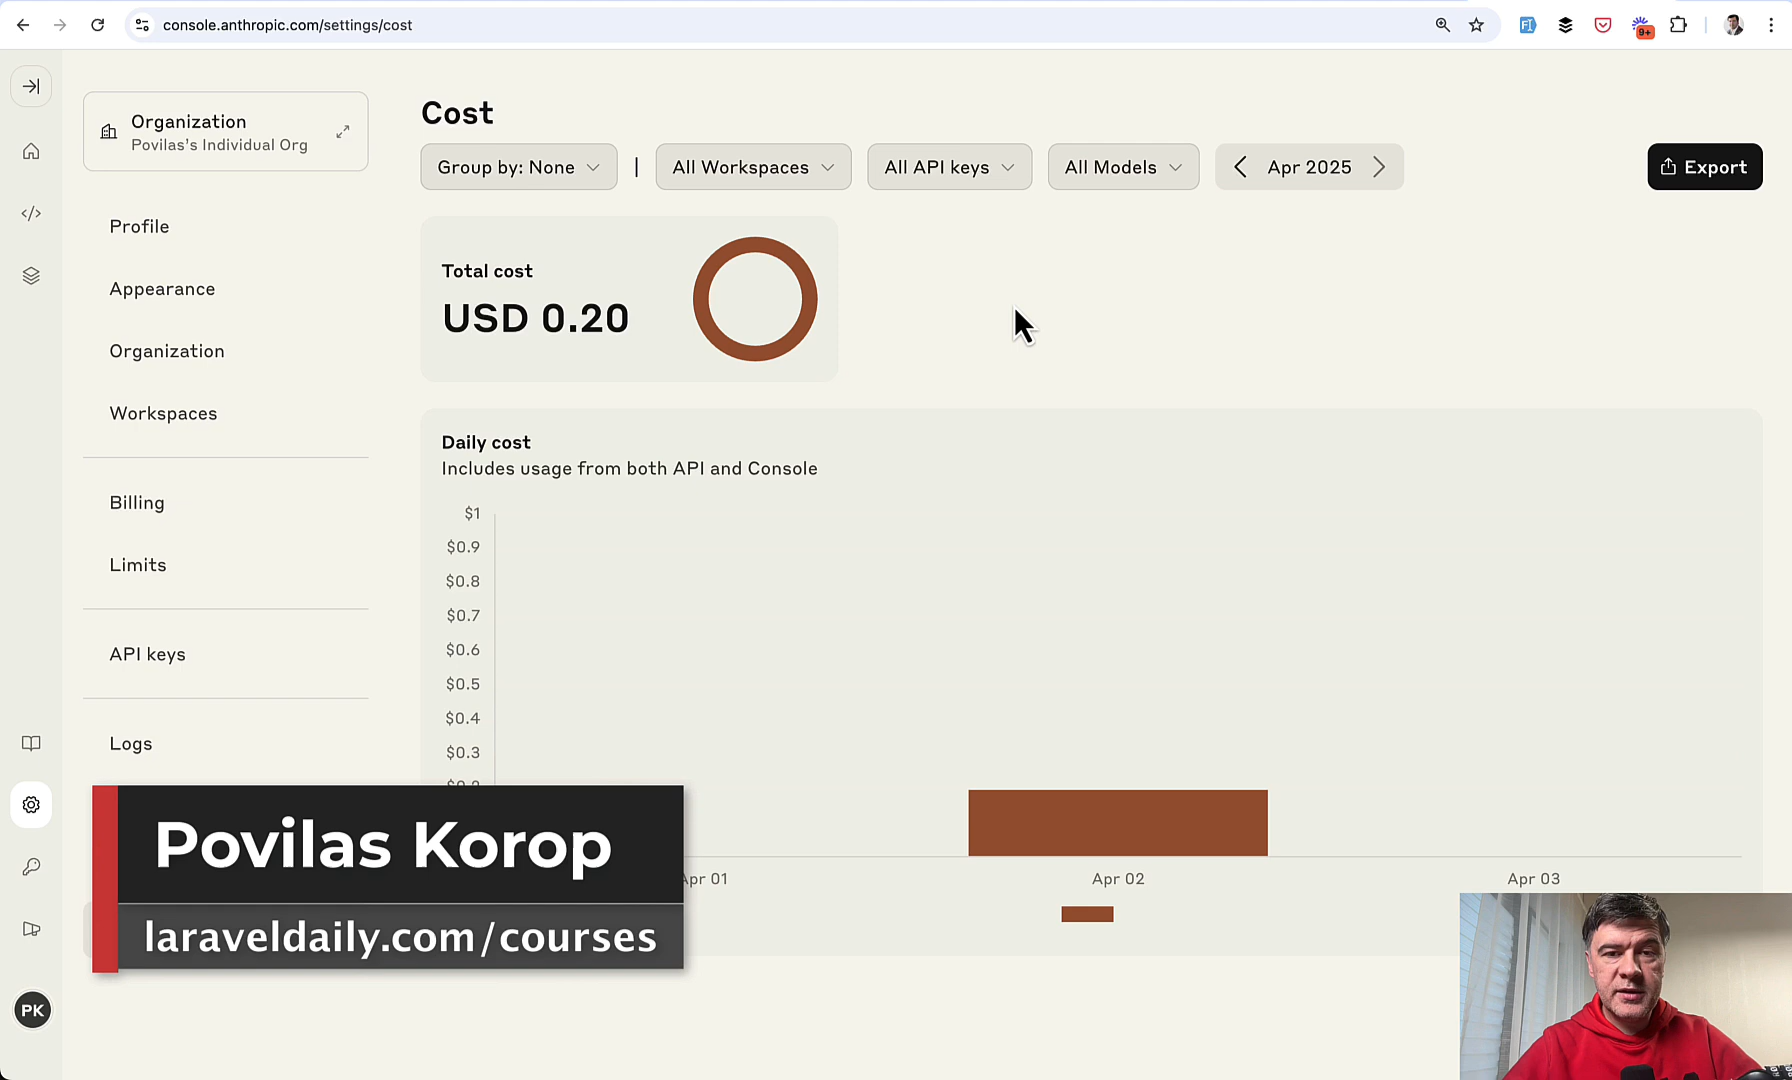 console.anthropic.com/settings/cost
9+
Organization
Povilas's Individual Org
Profile
Appearance
Organization
Workspaces
Billing
Limits
API keys
Logs
PK
Cost
Group by: None
All Workspaces
All API keys
All Models
Apr 2025
Export
Total cost
USD 0.20
Daily cost
Includes usage from both API and Console
$1
$0.9
$0.8
$0.7
$0.6
$0.5
$0.4
$0.3
Apr 01
Apr 02
Apr 03
Povilas Korop
laraveldaily.com/courses